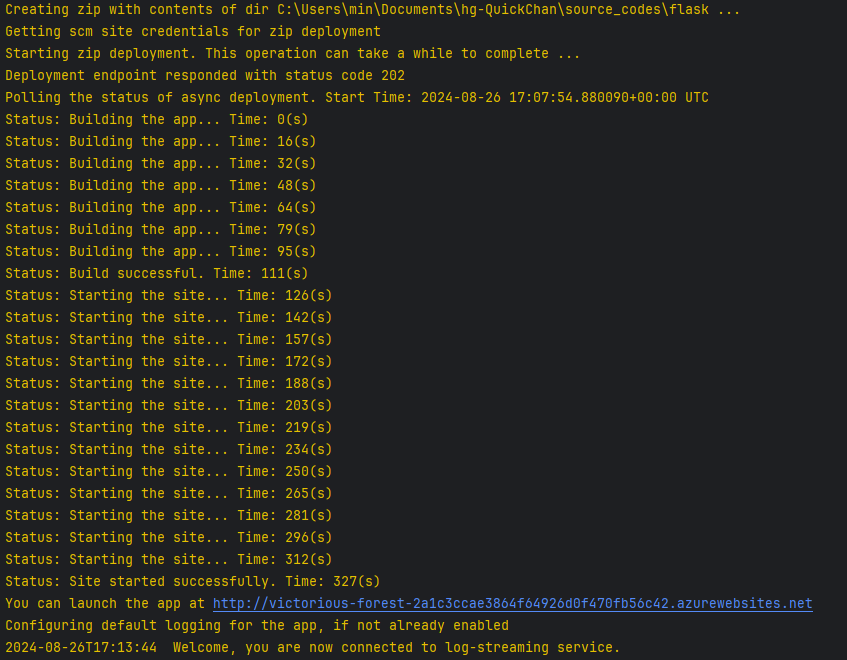 Creating zip with contents of dir C:\Users\min\Documents\hg-QuickChan\source_codes\flask ...
Getting scm site credentials for zip deployment
Starting zip deployment. This operation can take a while to complete ...
Deployment endpoint responded with status code 202
Polling the status of async deployment. Start Time: 2024-08-26 17:07:54.880090+00:00 UTC
Status: Building the app... Time: 0(s)
Status: Building the app... Time: 16(s)
Status: Building the app... Time: 32(s)
Status: Building the app... Time: 48(s)
Status: Building the app... Time: 64(s)
Status: Building the app... Time: 79(s)
Status: Building the app... Time: 95(s)
Status: Build successful. Time: 111(s)
Status: Starting the site... Time: 126(s)
Status: Starting the site... Time: 142(s)
Status: Starting the site... Time: 157(s)
Status: Starting the site... Time: 172(s)
Status: Starting the site... Time: 188(s)
Status: Starting the site... Time: 203(s)
Status: Starting the site... Time: 219(s)
Status: Starting the site... Time: 234(s)
Status: Starting the site... Time: 250(s)
Status: Starting the site... Time: 265(s)
Status: Starting the site... Time: 281(s)
Status: Starting the site... Time: 296(s)
Status: Starting the site... Time: 312(s)
Status: Site started successfully. Time: 327(s)
You can launch the app at http://victorious-forest-2a1c3ccae3864f64926d0f470fb56c42.azurewebsites.net
Configuring default logging for the app, if not already enabled
2024-08-26T17:13:44  Welcome, you are now connected to log-streaming service.